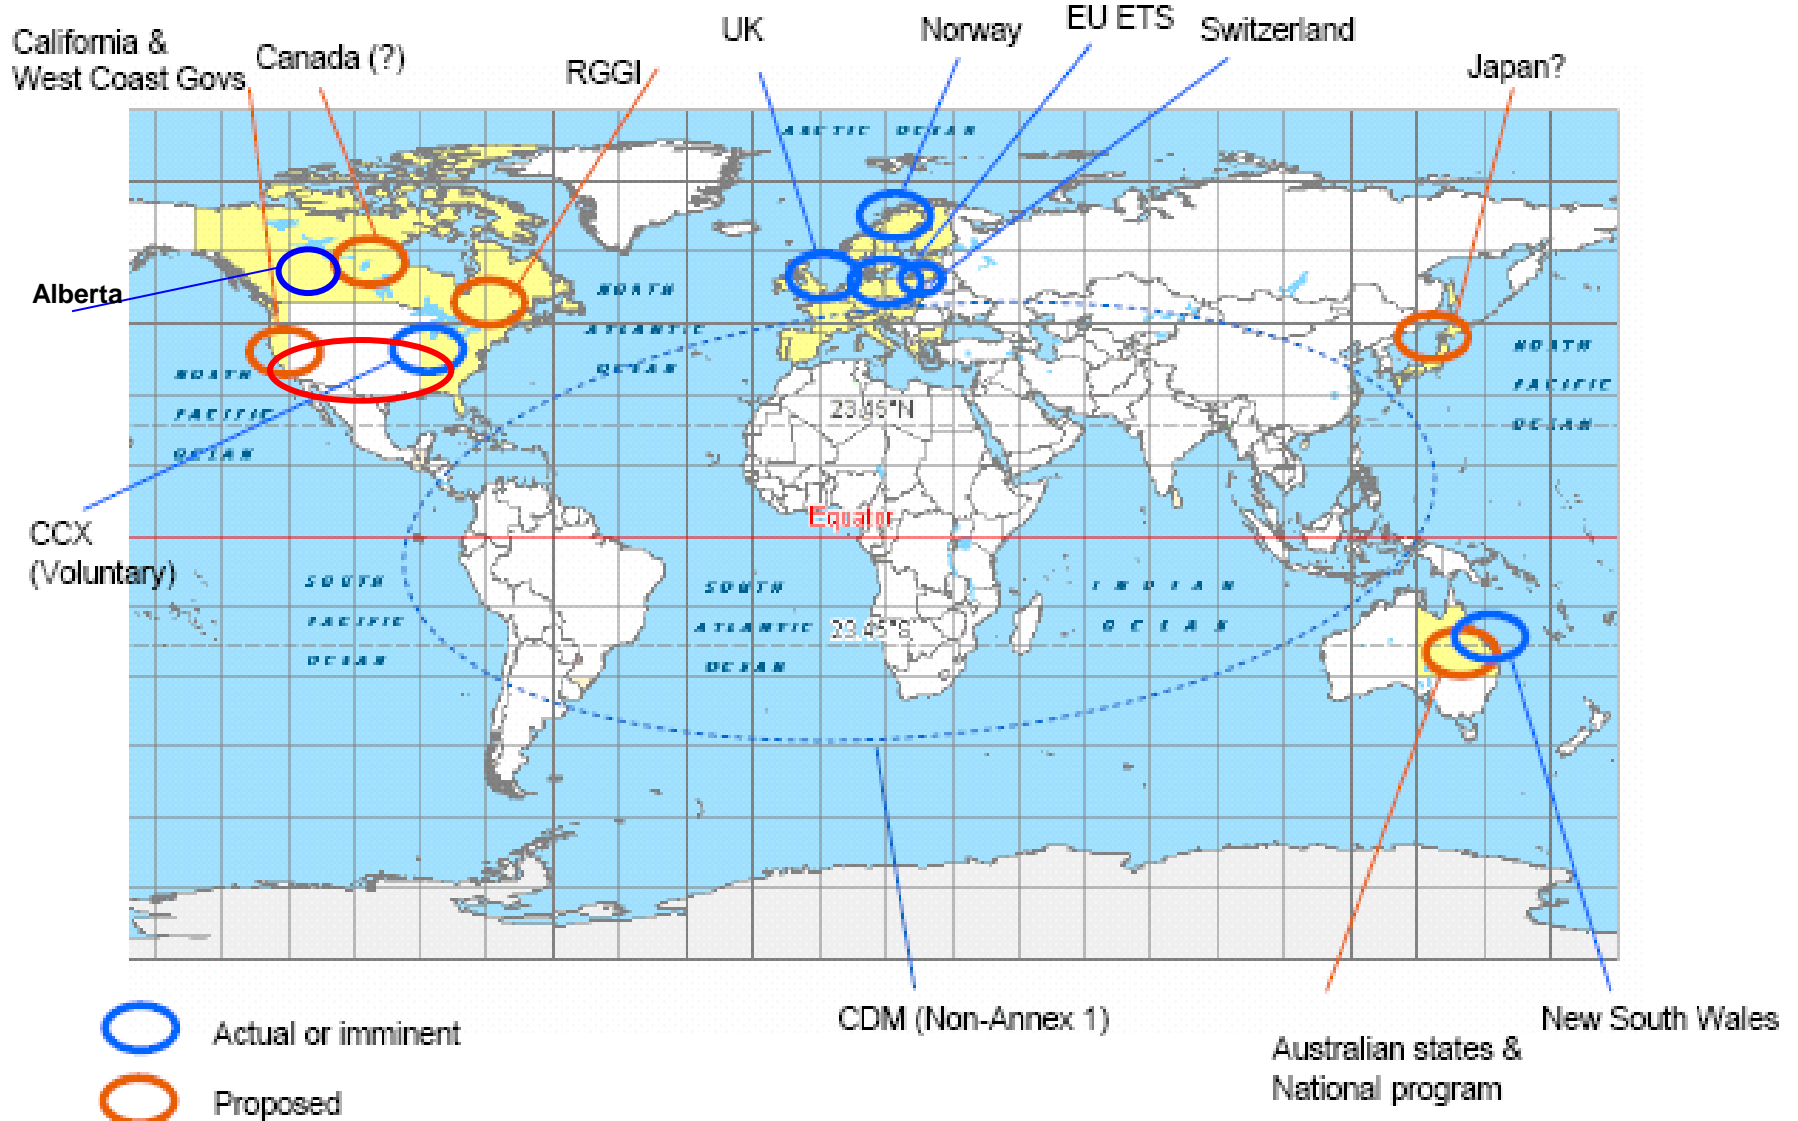 California &
West Coast Govs
Canada (?)
RGGI
UK
Norway
EU ETS
Switzerland
Japan?
ARCTIC OCEAN
Alberta
NORTH
ATLANTIC
OCEAN
NORTH
PACIFIC
OCEAN
NORTH
PACIFIC
OCEAN
23.45°N
Equator
CCX
(Voluntary)
SOUTH
PACIFIC
OCEAN
SOUTH
ATLANTIC
OCEAN
23.45°S
INDIAN
OCEAN
CDM (Non-Annex 1)
New South Wales
Australian states &
National program
Actual or imminent
Proposed